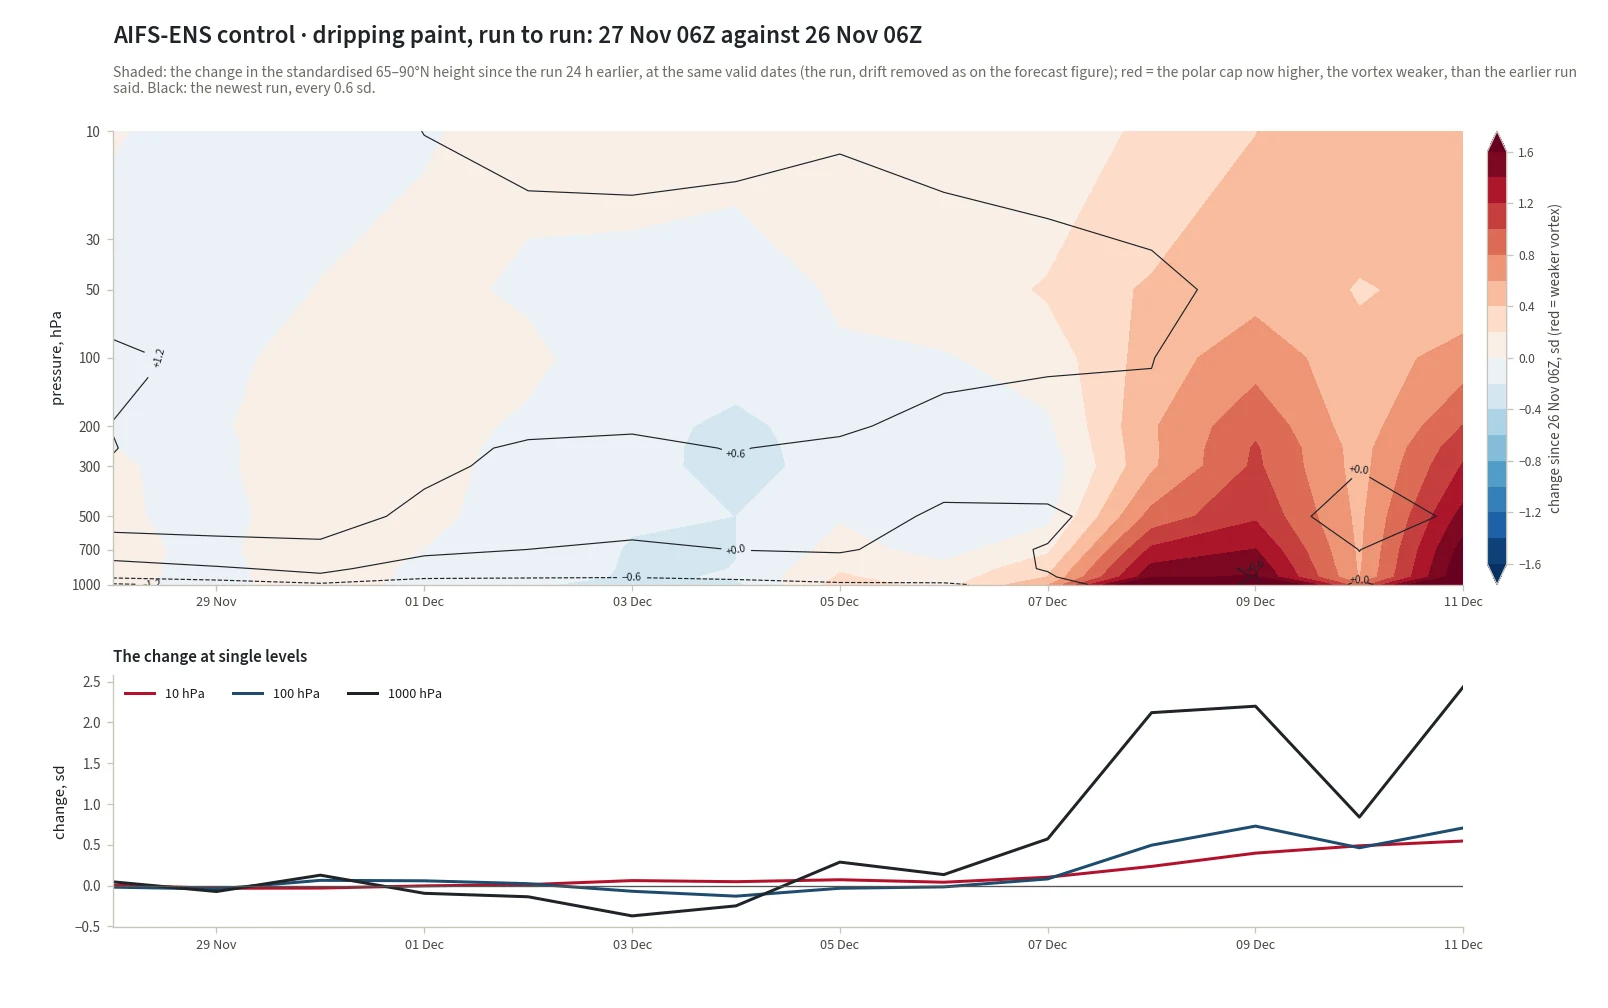 AIFS-ENS control · dripping paint, run to run: 27 Nov 06Z against 26 Nov 06Z
Shaded: the change in the standardised 65–90°N height since the run 24 h earlier, at the same valid dates (the run, drift removed as on the forecast figure); red = the polar cap now higher, the vortex weaker, than the earlier run
said. Black: the newest run, every 0.6 sd.
pressure, hPa
10
30
50
100
200
300
500
700
1000
+1.2
+0.6
+0.0
-0.6
+0.0
+0.0
29 Nov
01 Dec
03 Dec
05 Dec
07 Dec
09 Dec
11 Dec
1.6
1.2
0.8
0.4
0.0
−0.4
−0.8
−1.2
−1.6
change since 26 Nov 06Z, sd (red = weaker vortex)
The change at single levels
10 hPa
100 hPa
1000 hPa
change, sd
2.5
2.0
1.5
1.0
0.5
0.0
−0.5
29 Nov
01 Dec
03 Dec
05 Dec
07 Dec
09 Dec
11 Dec